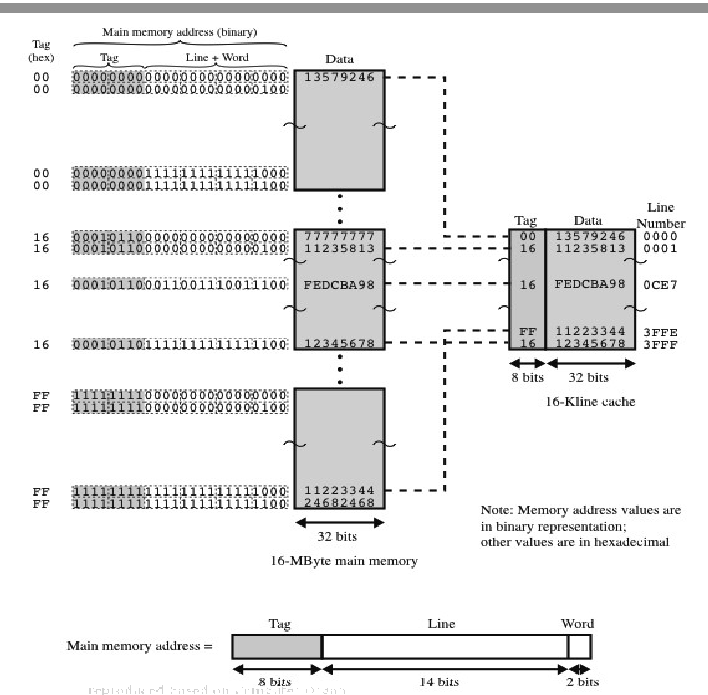 Main memory address (binary)
Tag
(hex)
Tag Line + Word Data
00 000000000000000000000000 13579246
00 000000000000000000000100
00 000000001111111111111000
00 000000001111111111111000
Line
Tag Data Number
16 000101100000000000000000 77777777 00 13579246 0000
16 000101100000000000000100 11235813 16 11235813 0001
16 000101100011001110011100 FEDCBA98 16 FEDCBA98 0CE7
FF 11223344 3FFE
16 000101101111111111111100 12345678 16 12345678 3FFF
8 bits 32 bits
16-Kline cache
FF 111111110000000000000000
FF 111111110000000000000100
FF 111111111111111111111000 11223344
FF 111111111111111111111000 24682468
Note: Memory address values are
in binary representation;
other values are in hexadecimal
32 bits
16-MByte main memory
Tag Line Word
Main memory address =
8 bits 14 bits 2 bits